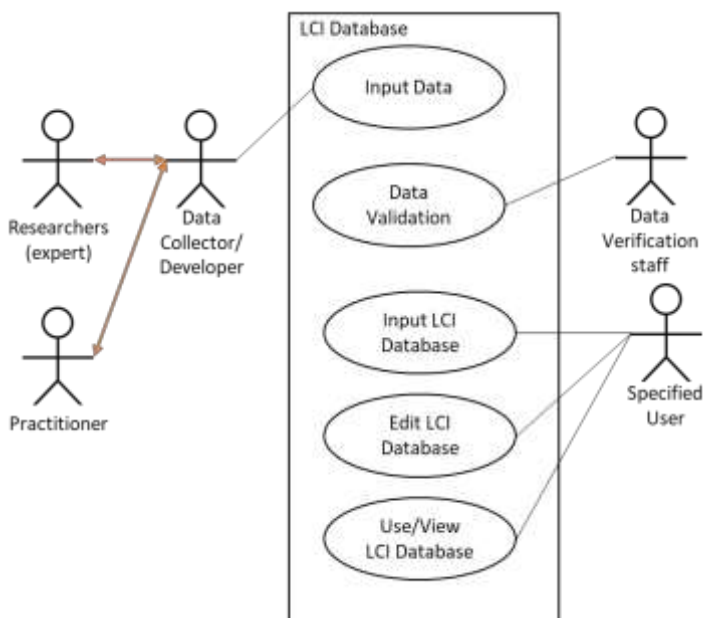 LCI Database
Input Data
Data
Validation
Input LCI
Database
Edit LCI
Database
Use/View
LCI Database
Researchers
(expert)
Data
Collector/
Developer
Practitioner
Data
Verification
staff
Specified
User